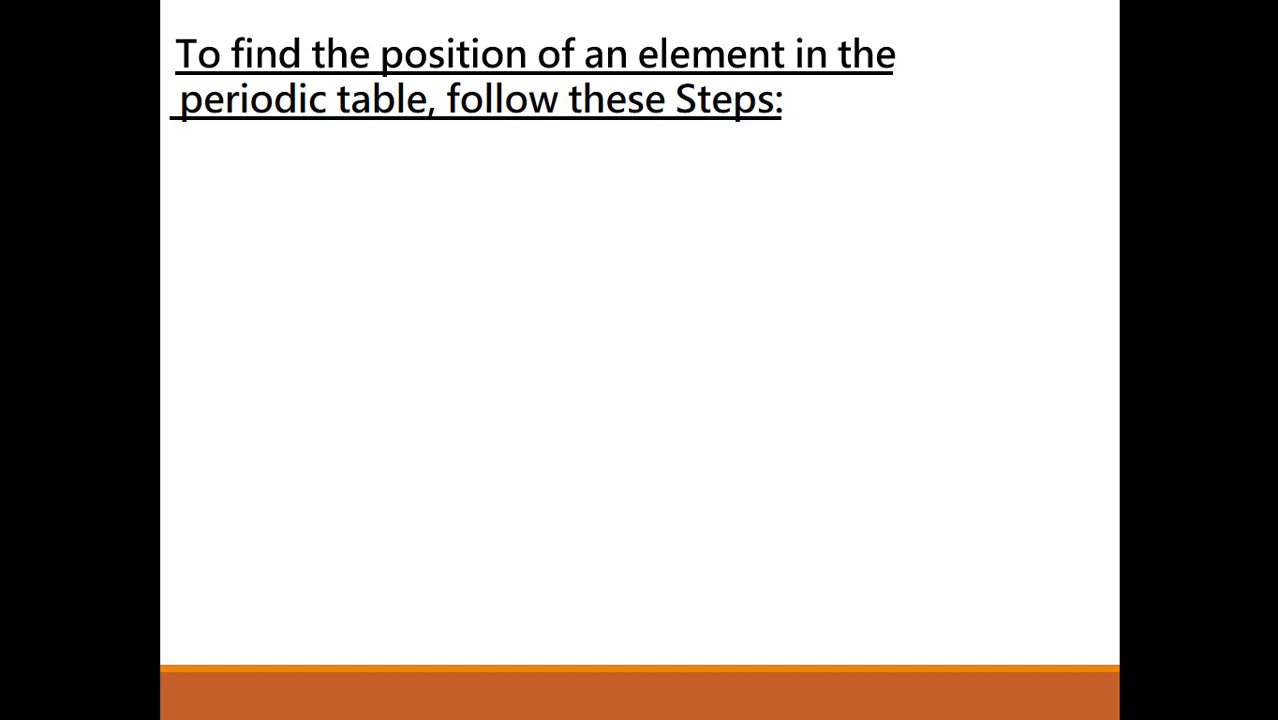 To find the position of an element in the
periodic table, follow these Steps: